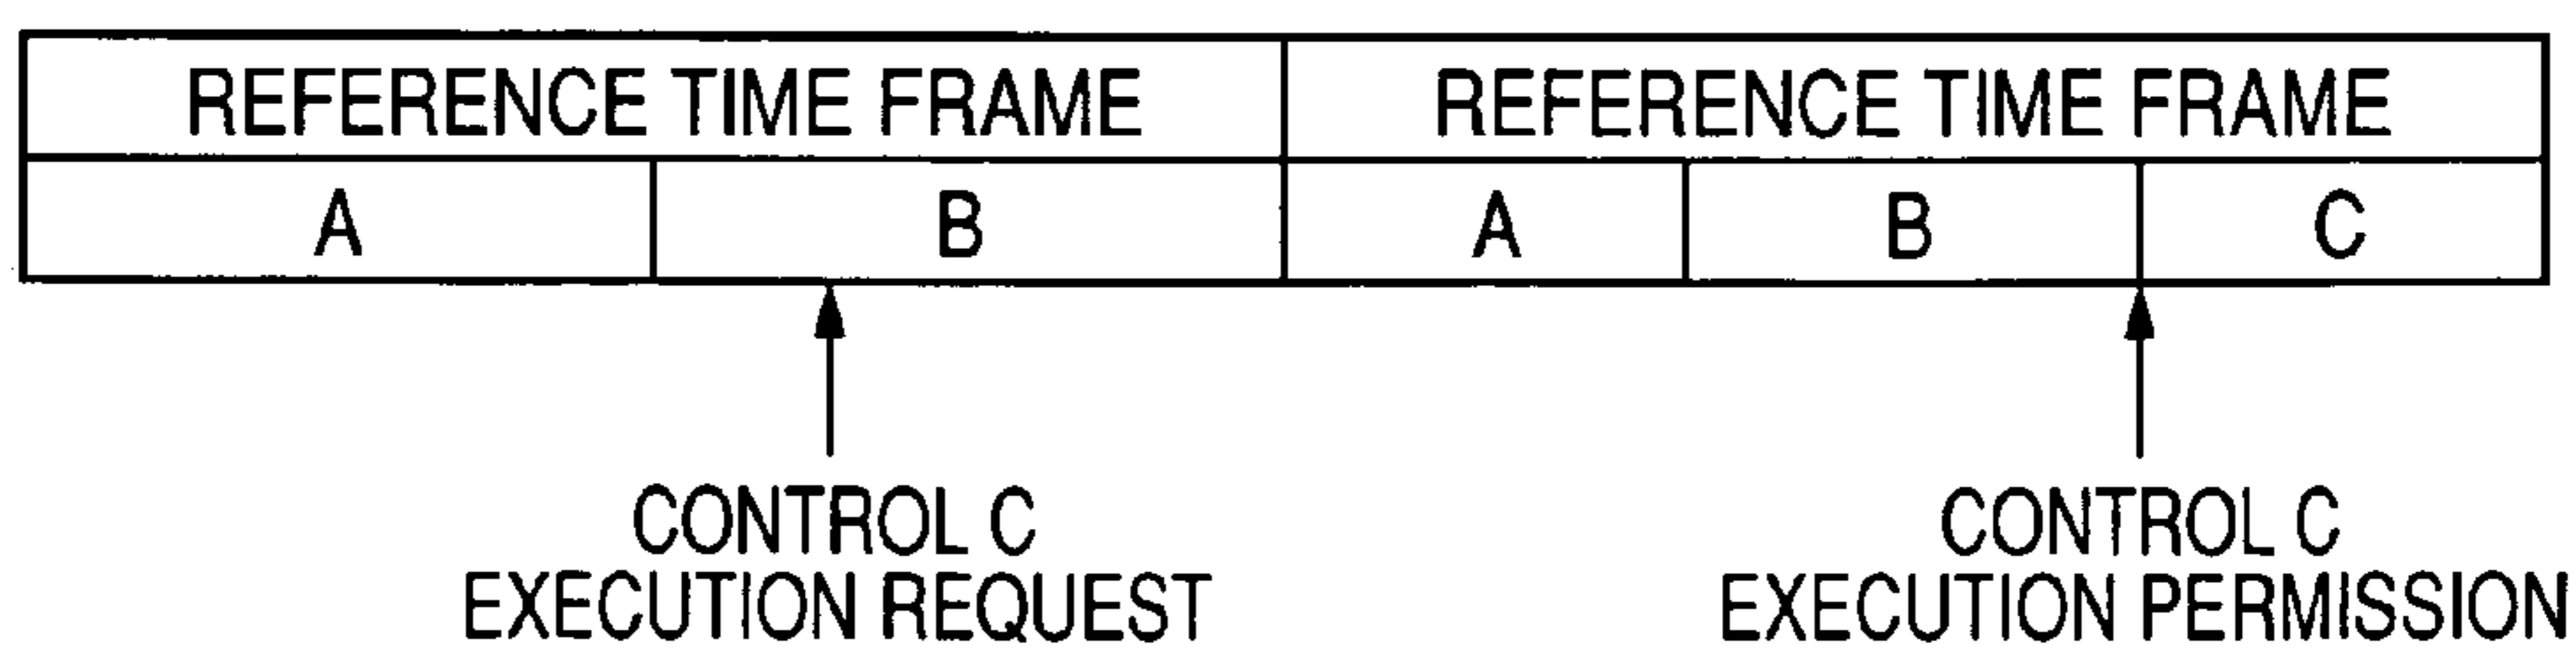 REFERENCE TIME FRAME REFERENCE TIME FRAME
A B A B C
CONTROL C
EXECUTION REQUEST
CONTROL C
EXECUTION PERMISSION